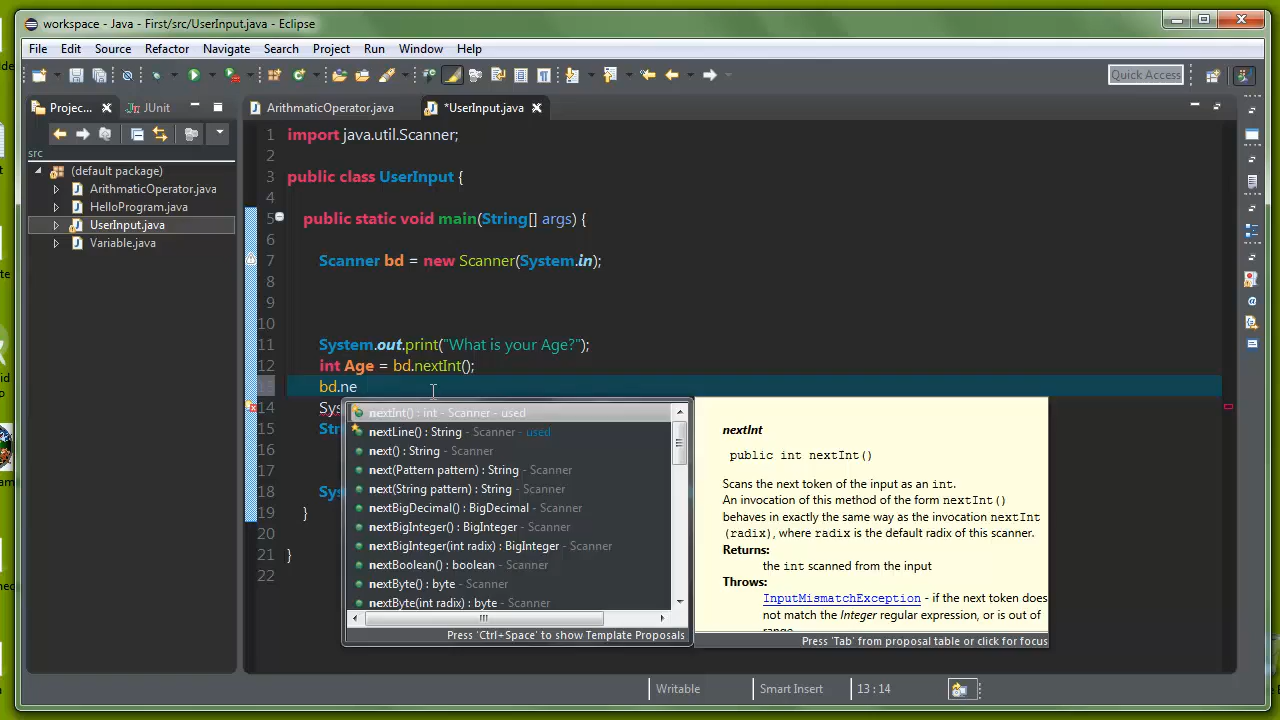 workspace - Java - First/src/UserInput.java - Eclipse
File Edit Source Refactor Navigate Search Project Run Window Help
Quick Access
Projec... JUnit
ArithmaticOperator.java *UserInput.java
src
(default package)
ArithmaticOperator.java
HelloProgram.java
UserInput.java
Variable.java
1 import java.util.Scanner;
2
3 public class UserInput {
4
5 public static void main(String[] args) {
6
7 Scanner bd = new Scanner(System.in);
8
9
10
11 System.out.print("What is your Age?");
12 int Age = bd.nextInt();
13 bd.ne
14 Sys
15 Str
16
17
18 Sys
19 }
20
21 }
22
nextInt() : int - Scanner - used
nextLine() : String - Scanner - used
next() : String - Scanner
next(Pattern pattern) : String - Scanner
next(String pattern) : String - Scanner
nextBigDecimal() : BigDecimal - Scanner
nextBigInteger() : BigInteger - Scanner
nextBigInteger(int radix) : BigInteger - Scanner
nextBoolean() : boolean - Scanner
nextByte() : byte - Scanner
nextByte(int radix) : byte - Scanner
Press 'Ctrl+Space' to show Template Proposals
nextInt
public int nextInt()
Scans the next token of the input as an int.
An invocation of this method of the form nextInt()
behaves in exactly the same way as the invocation nextInt
(radix), where radix is the default radix of this scanner.
Returns:
the int scanned from the input
Throws:
InputMismatchException - if the next token does
not match the Integer regular expression, or is out of
range
Press 'Tab' from proposal table or click for focus
Writable Smart Insert 13 : 14